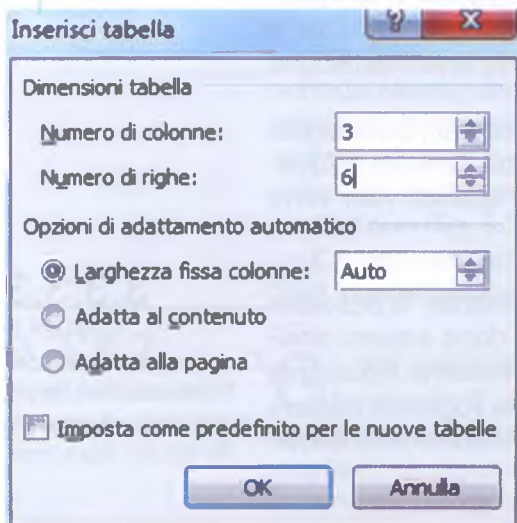 Inserisci tabella
Dimensioni tabella
Numero di colonne: 3
Numero di righe: 6
Opzioni di adattamento automatico
Larghezza fissa colonne: Auto
Adatta al contenuto
Adatta alla pagina
Imposta come predefinito per le nuove tabelle
OK Annulla